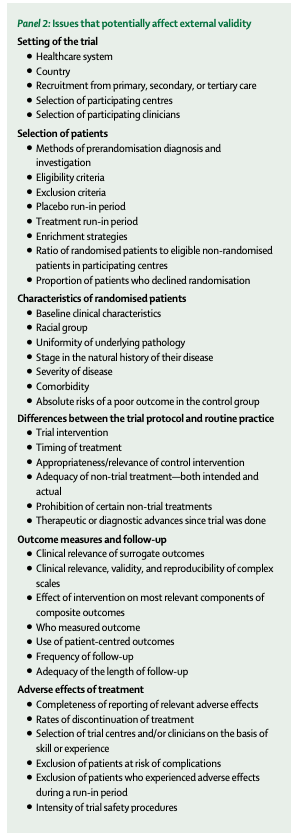 Panel 2: Issues that potentially affect external validity
Setting of the trial
• Healthcare system
• Country
• Recruitment from primary, secondary, or tertiary care
• Selection of participating centres
• Selection of participating clinicians
Selection of patients
• Methods of prerandomisation diagnosis and
investigation
• Eligibility criteria
• Exclusion criteria
• Placebo run-in period
• Treatment run-in period
• Enrichment strategies
• Ratio of randomised patients to eligible non-randomised
patients in participating centres
• Proportion of patients who declined randomisation
Characteristics of randomised patients
• Baseline clinical characteristics
• Racial group
• Uniformity of underlying pathology
• Stage in the natural history of their disease
• Severity of disease
• Comorbidity
• Absolute risks of a poor outcome in the control group
Differences between the trial protocol and routine practice
• Trial intervention
• Timing of treatment
• Appropriateness/relevance of control intervention
• Adequacy of non-trial treatment—both intended and
actual
• Prohibition of certain non-trial treatments
• Therapeutic or diagnostic advances since trial was done
Outcome measures and follow-up
• Clinical relevance of surrogate outcomes
• Clinical relevance, validity, and reproducibility of complex
scales
• Effect of intervention on most relevant components of
composite outcomes
• Who measured outcome
• Use of patient-centred outcomes
• Frequency of follow-up
• Adequacy of the length of follow-up
Adverse effects of treatment
• Completeness of reporting of relevant adverse effects
• Rates of discontinuation of treatment
• Selection of trial centres and/or clinicians on the basis of
skill or experience
• Exclusion of patients at risk of complications
• Exclusion of patients who experienced adverse effects
during a run-in period
• Intensity of trial safety procedures